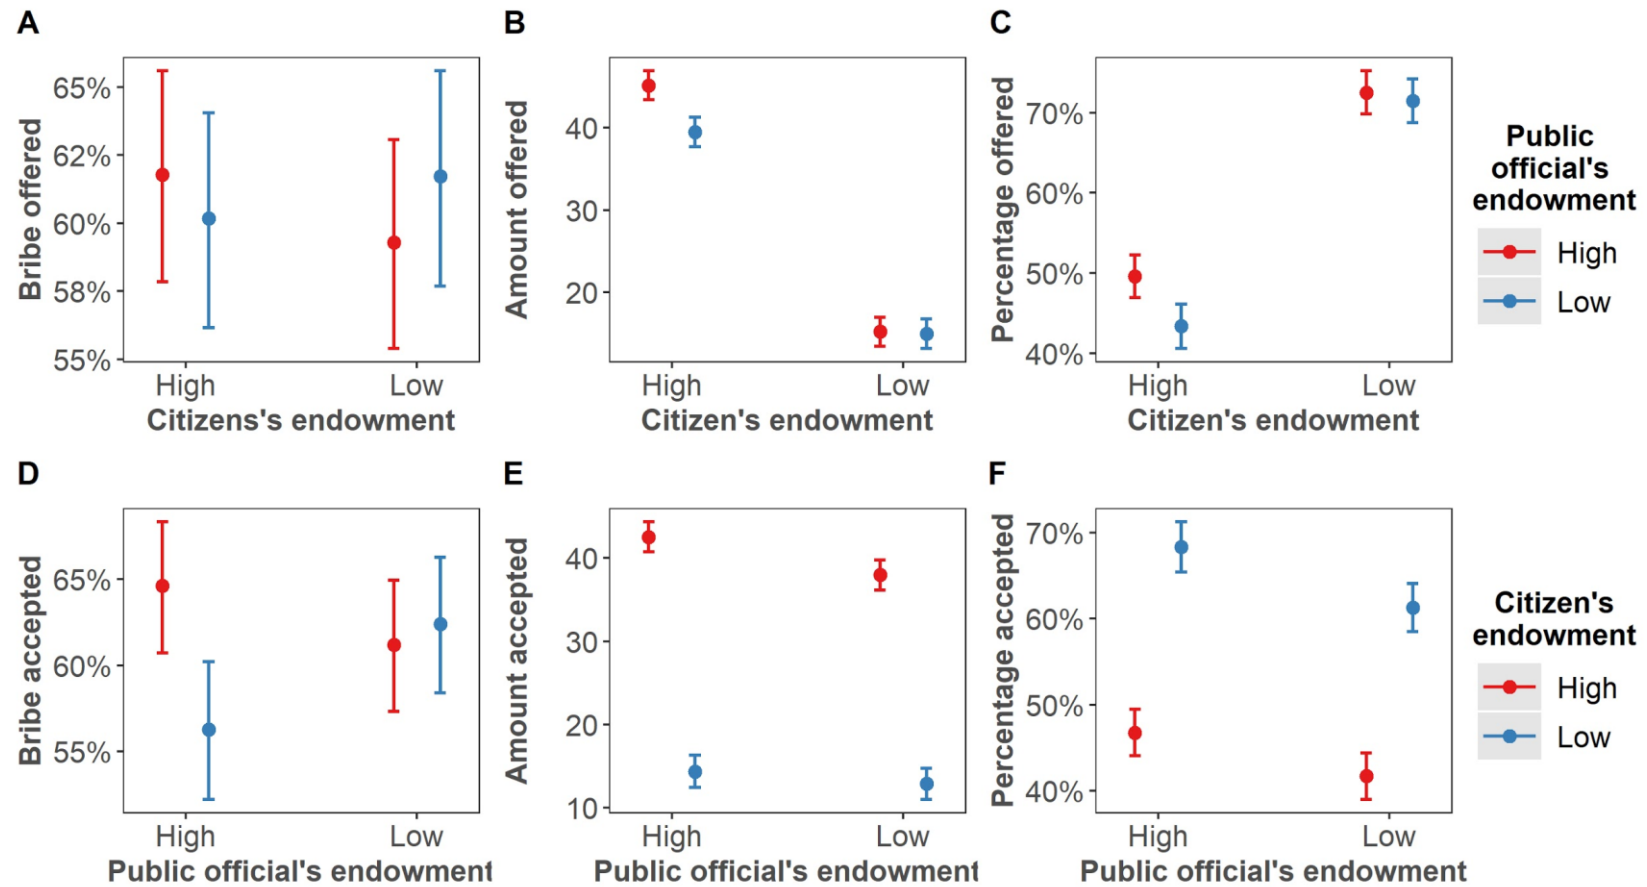 A
B
C
Bribe offered
65%
62%
60%
58%
55%
High
Low
Citizens's endowment
Amount offered
40
30
20
High
Low
Citizen's endowment
Percentage offered
70%
60%
50%
40%
High
Low
Citizen's endowment
Public
official's
endowment
High
Low
D
E
F
Bribe accepted
65%
60%
55%
High
Low
Public official's endowment
Amount accepted
40
30
20
10
High
Low
Public official's endowment
Percentage accepted
70%
60%
50%
40%
High
Low
Public official's endowment
Citizen's
endowment
High
Low